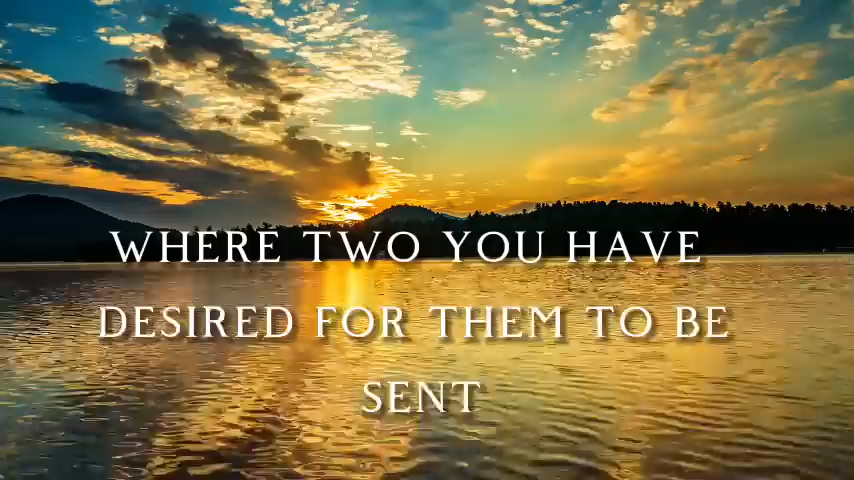 WHERE TWO YOU HAVE
DESIRED FOR THEM TO BE
SENT